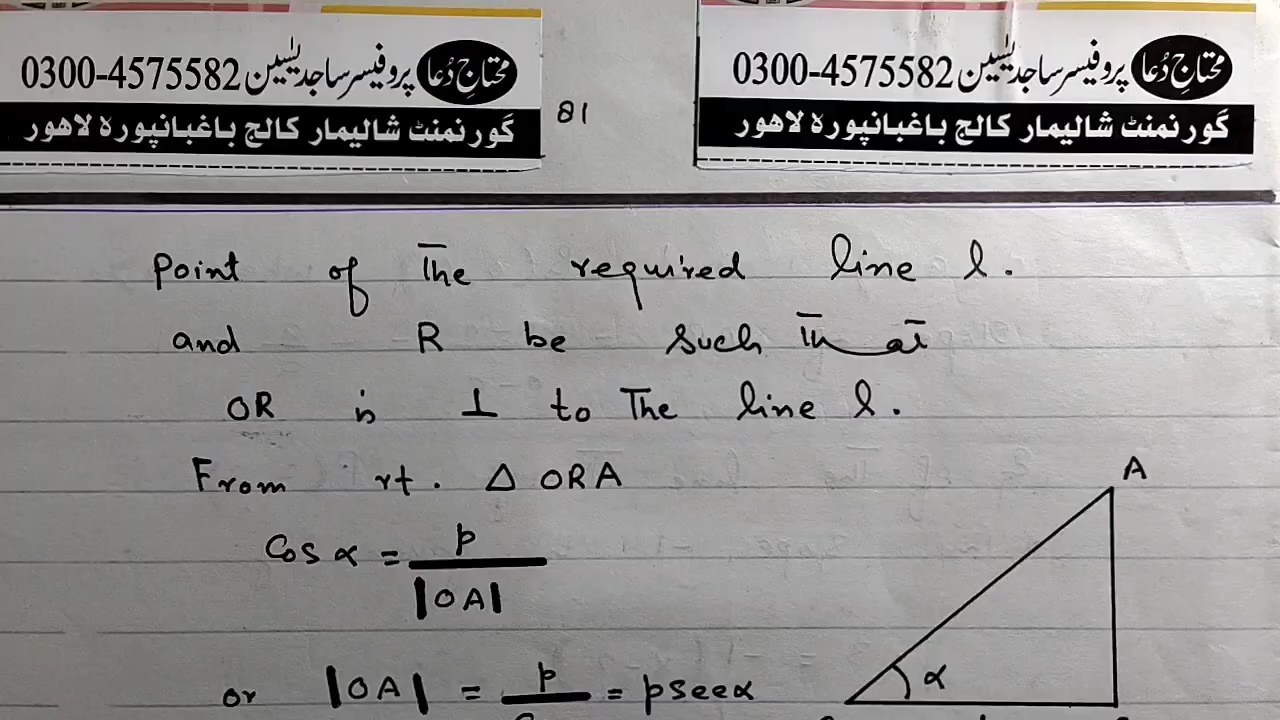 محتاجِ دُعا پروفیسر ساجد یٰسین 0300-4575582
گورنمنٹ شالیمار کالج باغبانپورہ لاہور
81
محتاجِ دُعا پروفیسر ساجد یٰسین 0300-4575582
گورنمنٹ شالیمار کالج باغبانپورہ لاہور
point of The required line l.
and R be such that
OR is ⊥ to The line l.
From rt. △ ORA
Cos α = p / |OA|
or |OA| = p / = p secα
A
α